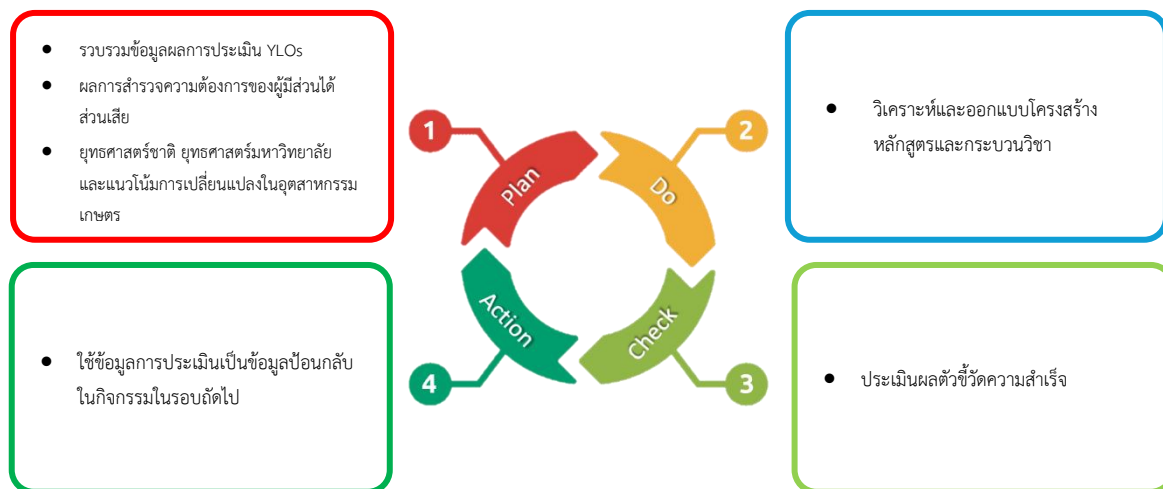 ● รวบรวมข้อมูลผลการประเมิน YLOs
● ผลการสำรวจความต้องการของผู้มีส่วนได้
ส่วนเสีย
● ยุทธศาสตร์ชาติ ยุทธศาสตร์มหาวิทยาลัย
และแนวโน้มการเปลี่ยนแปลงในอุตสาหกรรม
เกษตร
1
Plan
2
Do
● วิเคราะห์และออกแบบโครงสร้าง
หลักสูตรและกระบวนวิชา
● ใช้ข้อมูลการประเมินเป็นข้อมูลป้อนกลับ
ในกิจกรรมในรอบถัดไป
4
Action
Check
3
● ประเมินผลตัวชี้วัดความสำเร็จ